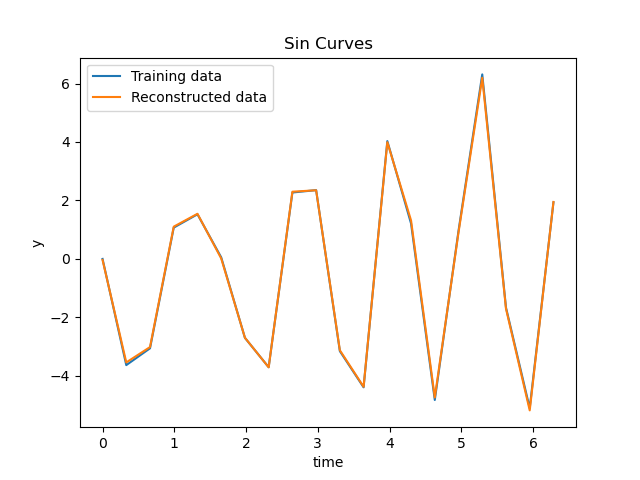 Sin Curves
Training data
Reconstructed data
6
4
2
0
−2
−4
y
0 1 2 3 4 5 6
time